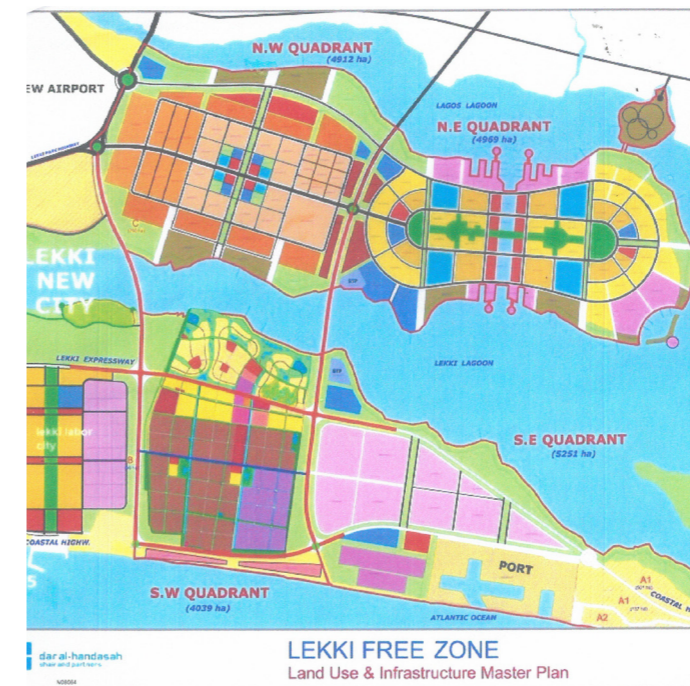 N.W QUADRANT
(4912 ha)
EW AIRPORT
LAGOS LAGOON
N.E QUADRANT
(4969 ha)
LEKKI
NEW
CITY
STP
LEKKI EXPRESSWAY
LEKKI LAGOON
lekki labor
city
B
S.E QUADRANT
(5251 ha)
COASTAL HIGHW.
5
PORT
S.W QUADRANT
(4039 ha)
A1
COASTAL H
A1
A2
ATLANTIC OCEAN
LEKKI FREE ZONE
Land Use & Infrastructure Master Plan
dar al-handasah
shair and partners